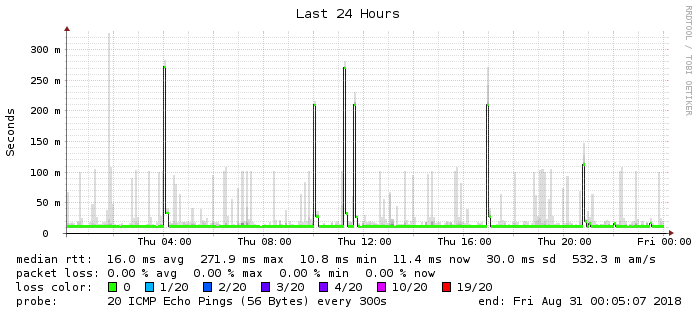 Last 24 Hours
RRDTOOL / TOBI OETIKER
Seconds
300 m
250 m
200 m
150 m
100 m
50 m
0
Thu 04:00 Thu 08:00 Thu 12:00 Thu 16:00 Thu 20:00 Fri 00:00
median rtt: 16.0 ms avg 271.9 ms max 10.8 ms min 11.4 ms now 30.0 ms sd 532.3 m am/s
packet loss: 0.00 % avg 0.00 % max 0.00 % min 0.00 % now
loss color: 0 1/20 2/20 3/20 4/20 10/20 19/20
probe: 20 ICMP Echo Pings (56 Bytes) every 300s end: Fri Aug 31 00:05:07 2018